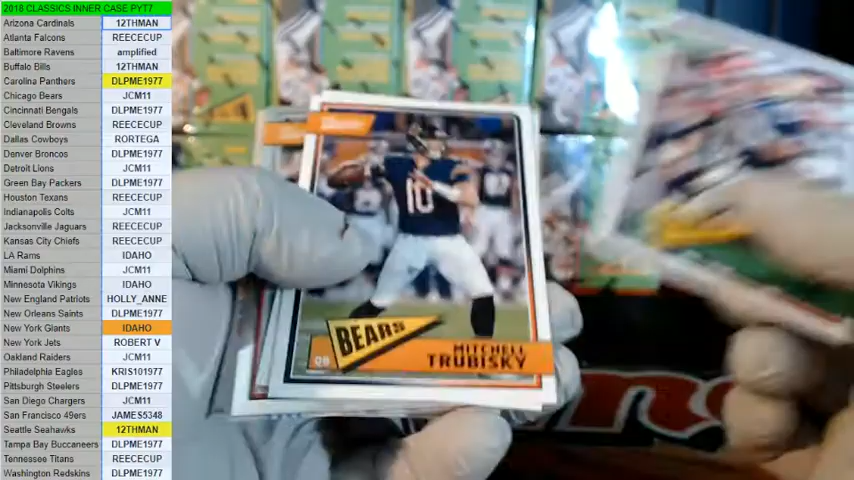 2018 CLASSICS INNER CASE PYT7
Arizona Cardinals 12THMAN
Atlanta Falcons REECECUP
Baltimore Ravens amplified
Buffalo Bills 12THMAN
Carolina Panthers DLPME1977
Chicago Bears JCM11
Cincinnati Bengals DLPME1977
Cleveland Browns REECECUP
Dallas Cowboys RORTEGA
Denver Broncos DLPME1977
Detroit Lions JCM11
Green Bay Packers DLPME1977
Houston Texans REECECUP
Indianapolis Colts JCM11
Jacksonville Jaguars REECECUP
Kansas City Chiefs REECECUP
LA Rams IDAHO
Miami Dolphins JCM11
Minnesota Vikings IDAHO
New England Patriots HOLLY_ANNE
New Orleans Saints DLPME1977
New York Giants IDAHO
New York Jets ROBERT V
Oakland Raiders JCM11
Philadelphia Eagles KRIS101977
Pittsburgh Steelers DLPME1977
San Diego Chargers JCM11
San Francisco 49ers JAMES5348
Seattle Seahawks 12THMAN
Tampa Bay Buccaneers DLPME1977
Tennessee Titans REECECUP
Washington Redskins DLPME1977
10
BEARS
QB MITCHELL
TRUBISKY